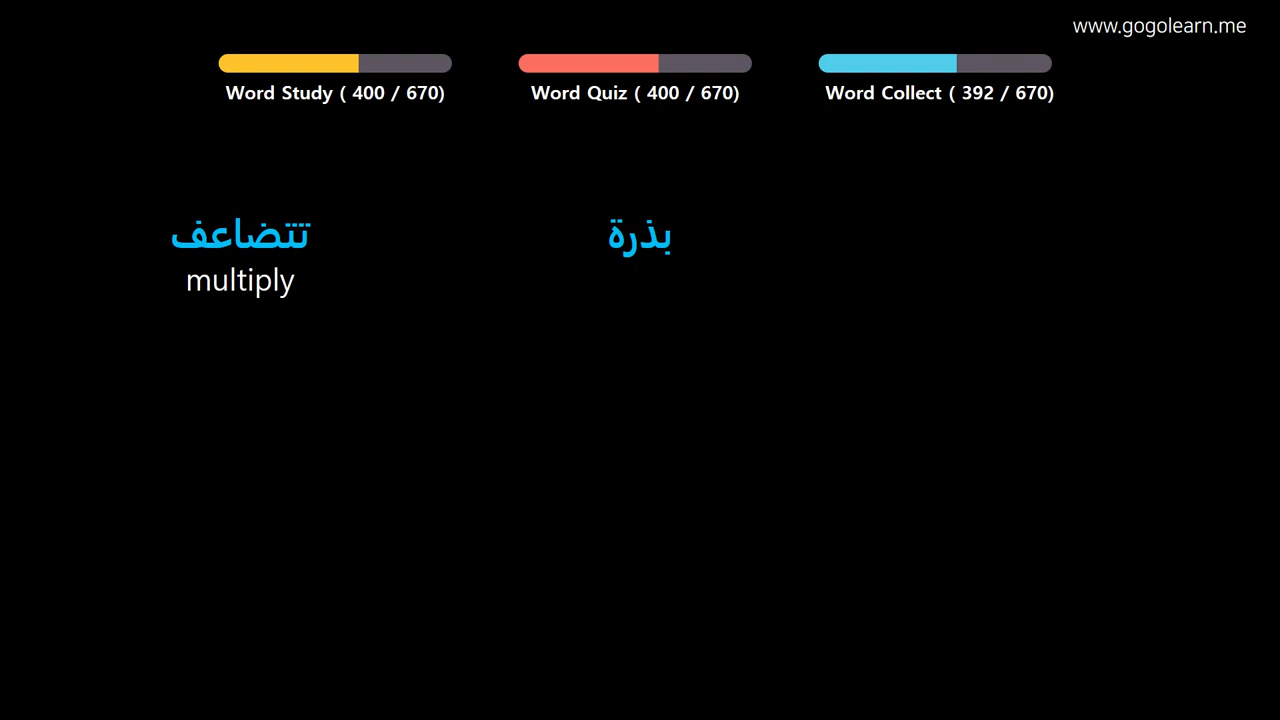 www.gogolearn.me
Word Study ( 400 / 670)
Word Quiz ( 400 / 670)
Word Collect ( 392 / 670)
تتضاعف
multiply
بذرة